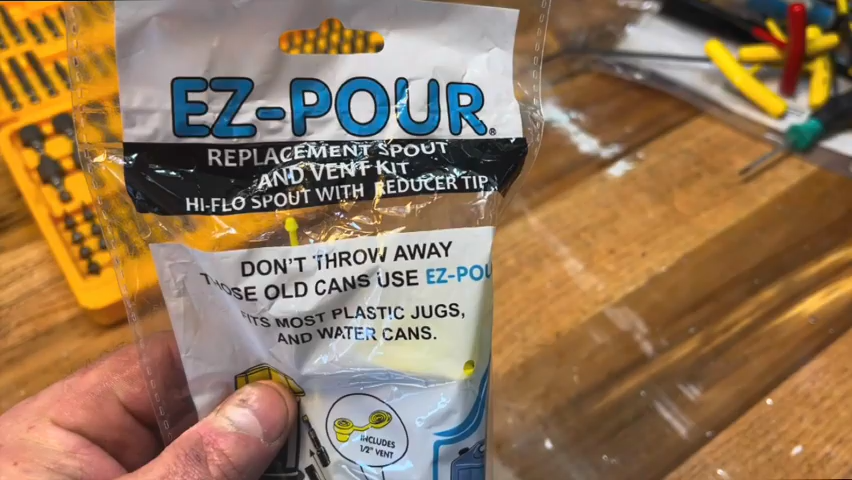 EZ-POUR®
REPLACEMENT SPOUT
AND VENT KIT
HI-FLO SPOUT WITH REDUCER TIP
DON'T THROW AWAY
THOSE OLD CANS USE EZ-POU
FITS MOST PLASTIC JUGS,
AND WATER CANS.
INCLUDES
1/2" VENT